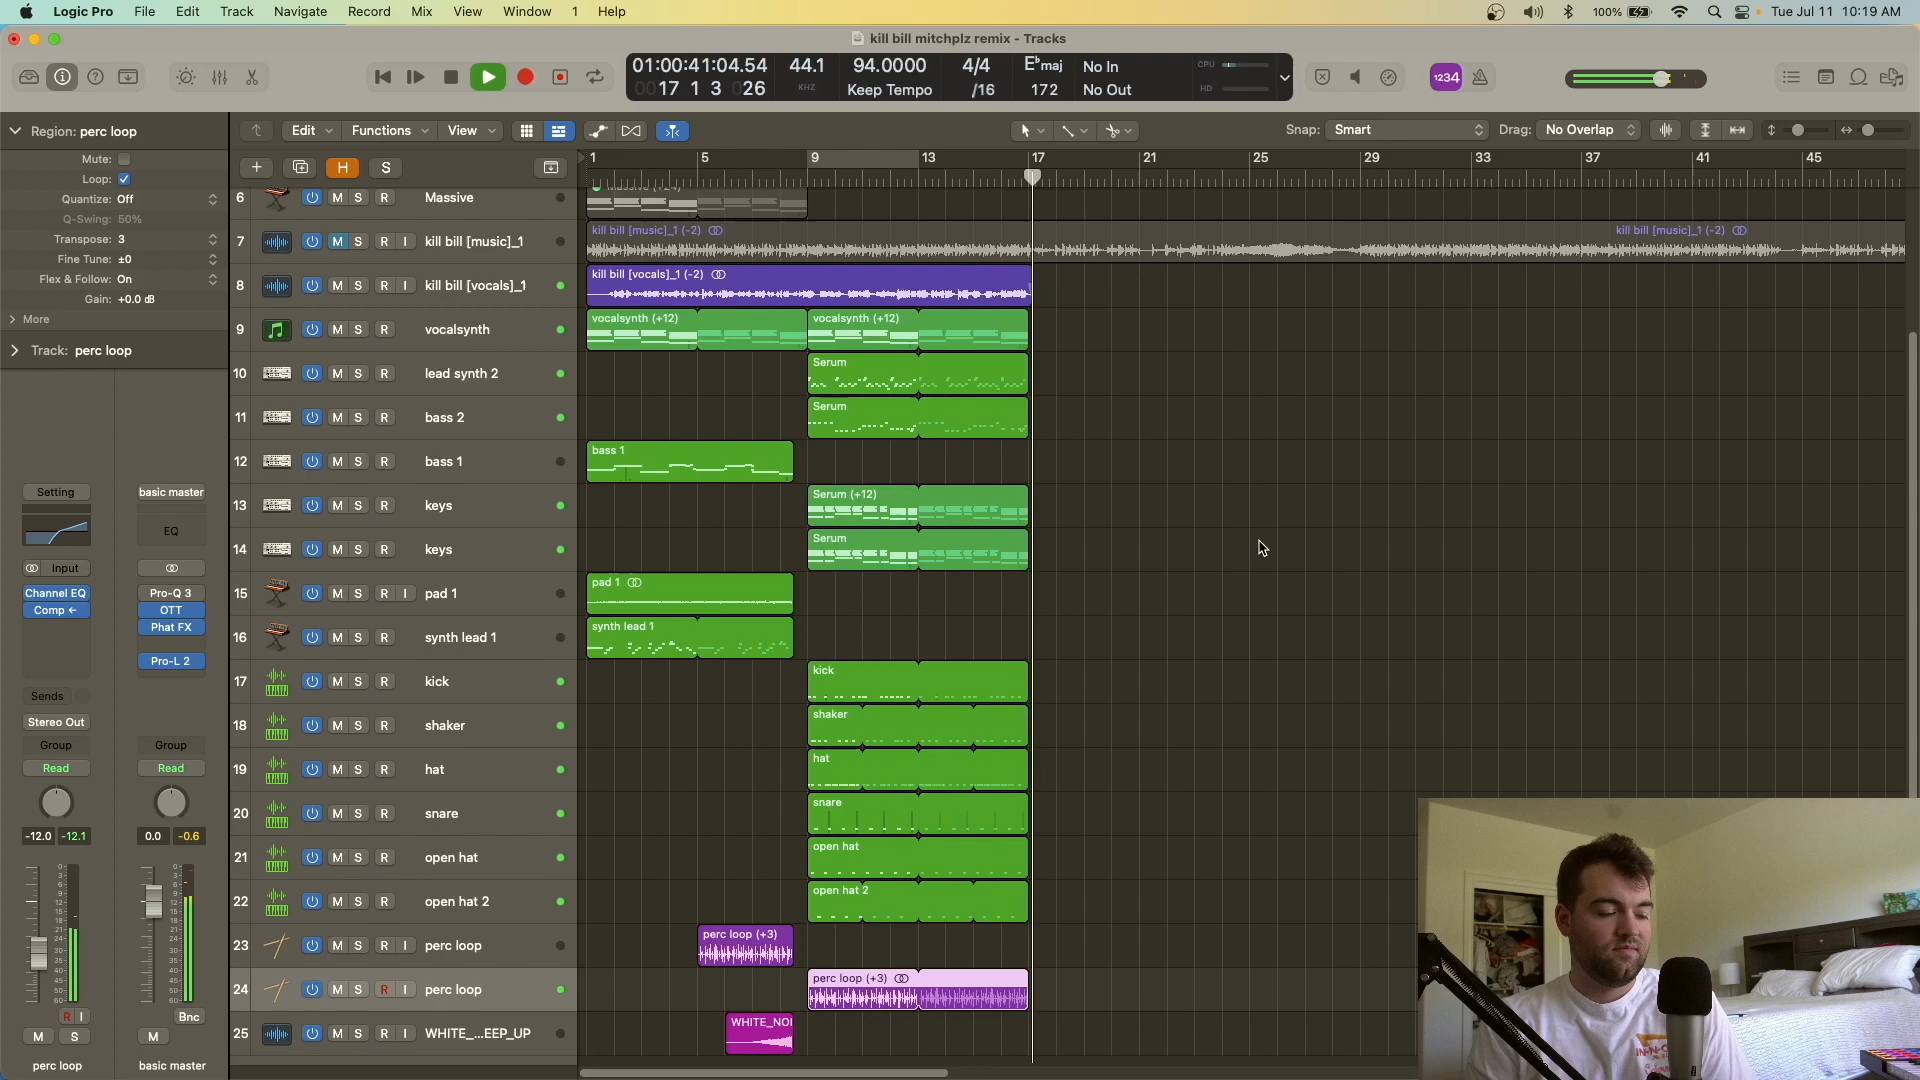 Logic Pro File Edit Track Navigate Record Mix View Window 1 Help 100% Tue Jul 11 10:19 AM
kill bill mitchplz remix - Tracks
01:00:41:04.54 44.1 94.0000 4/4 E♭maj No In CPU
0017 1 3 026 KHZ Keep Tempo /16 172 No Out HD
1234
Region: perc loop
Mute:
Loop:
Quantize: Off
Q-Swing: 50%
Transpose: 3
Fine Tune: ±0
Flex & Follow: On
Gain: +0.0 dB
More
Track: perc loop
Setting basic master
EQ
Input
Channel EQ Pro-Q 3
Comp OTT
Phat FX
Pro-L 2
Sends
Stereo Out
Group Group
Read Read
-12.0 -12.1 0.0 -0.6
R I Bnc
M S M
perc loop basic master
Edit Functions View Snap: Smart Drag: No Overlap
H S
1 5 9 13 17 21 25 29 33 37 41 45
6 M S R Massive
7 M S R I kill bill [music]_1 kill bill [music]_1 (-2) kill bill [music]_1 (-2)
8 M S R I kill bill [vocals]_1 kill bill [vocals]_1 (-2)
9 M S R vocalsynth vocalsynth (+12) vocalsynth (+12)
10 M S R lead synth 2 Serum
11 M S R bass 2 Serum
12 M S R bass 1 bass 1
13 M S R keys Serum (+12)
14 M S R keys Serum
15 M S R I pad 1 pad 1
16 M S R synth lead 1 synth lead 1
17 M S R kick kick
18 M S R shaker shaker
19 M S R hat hat
20 M S R snare snare
21 M S R open hat open hat
22 M S R open hat 2 open hat 2
23 M S R I perc loop perc loop (+3)
24 M S R I perc loop perc loop (+3)
25 M S R I WHITE_...EEP_UP WHITE_NOI
IN-N-O